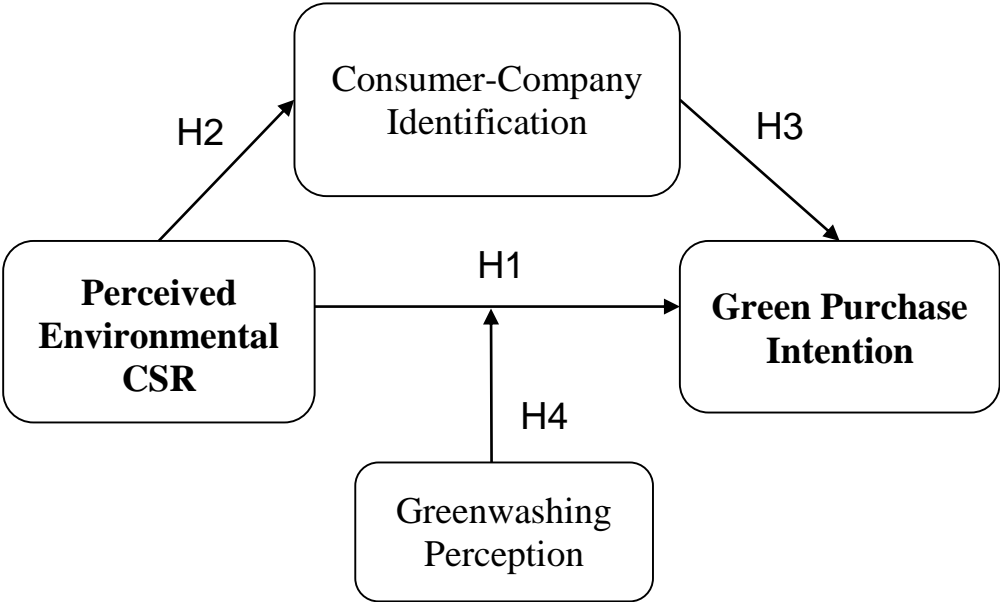 Consumer-Company
Identification
H2
H3
H1
Perceived
Environmental
CSR
Green Purchase
Intention
H4
Greenwashing
Perception